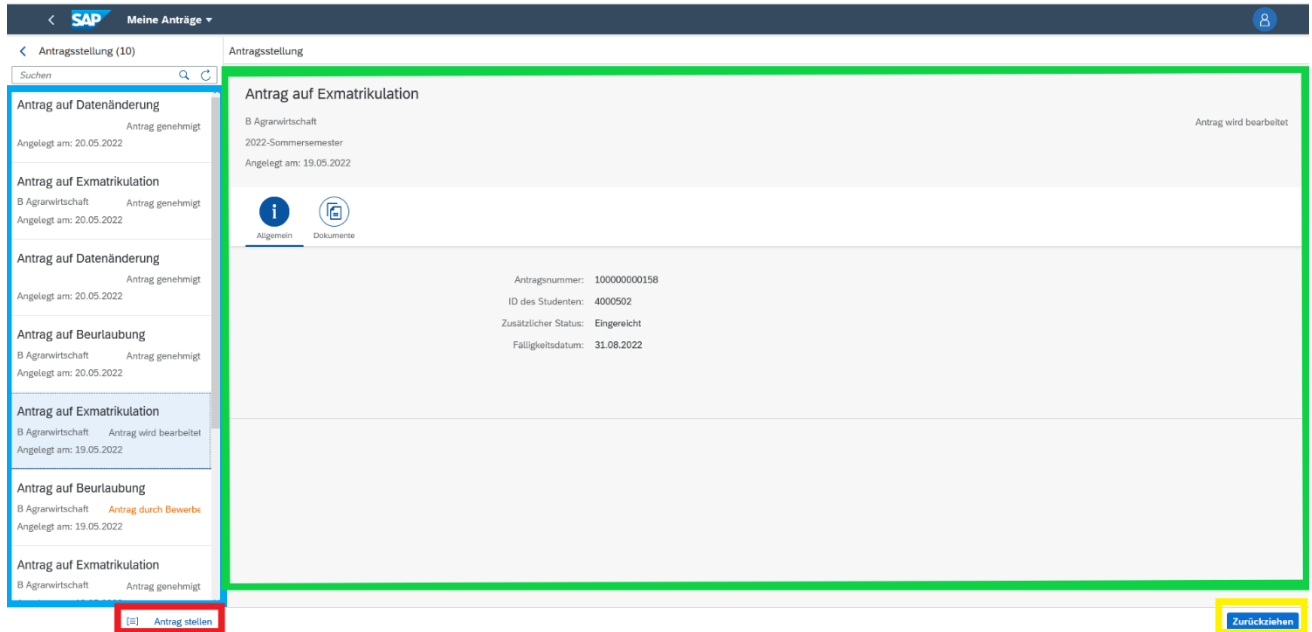 SAP Meine Anträge
Antragsstellung (10)
Suchen
Antrag auf Datenänderung
Antrag genehmigt
Angelegt am: 20.05.2022
Antrag auf Exmatrikulation
B Agrarwirtschaft Antrag genehmigt
Angelegt am: 20.05.2022
Antrag auf Datenänderung
Antrag genehmigt
Angelegt am: 20.05.2022
Antrag auf Beurlaubung
B Agrarwirtschaft Antrag genehmigt
Angelegt am: 20.05.2022
Antrag auf Exmatrikulation
B Agrarwirtschaft Antrag wird bearbeitet
Angelegt am: 19.05.2022
Antrag auf Beurlaubung
B Agrarwirtschaft Antrag durch Bewerbe
Angelegt am: 19.05.2022
Antrag auf Exmatrikulation
B Agrarwirtschaft Antrag genehmigt
Antrag stellen
Antragsstellung
Antrag auf Exmatrikulation
B Agrarwirtschaft Antrag wird bearbeitet
2022-Sommersemester
Angelegt am: 19.05.2022
Allgemein Dokumente
Antragsnummer: 100000000158
ID des Studenten: 4000502
Zusätzlicher Status: Eingereicht
Fälligkeitsdatum: 31.08.2022
Zurückziehen